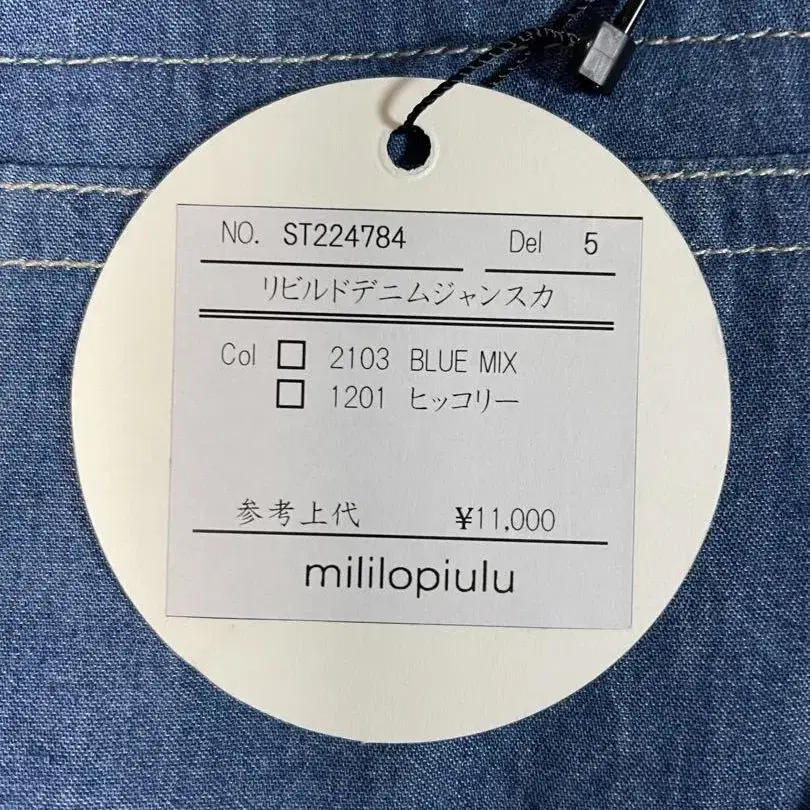 NO. ST224784 Del 5
リビルドデニムジャンスカ
Col □ 2103 BLUE MIX
□ 1201 ヒッコリー
参考上代 ¥11,000
mililopiulu